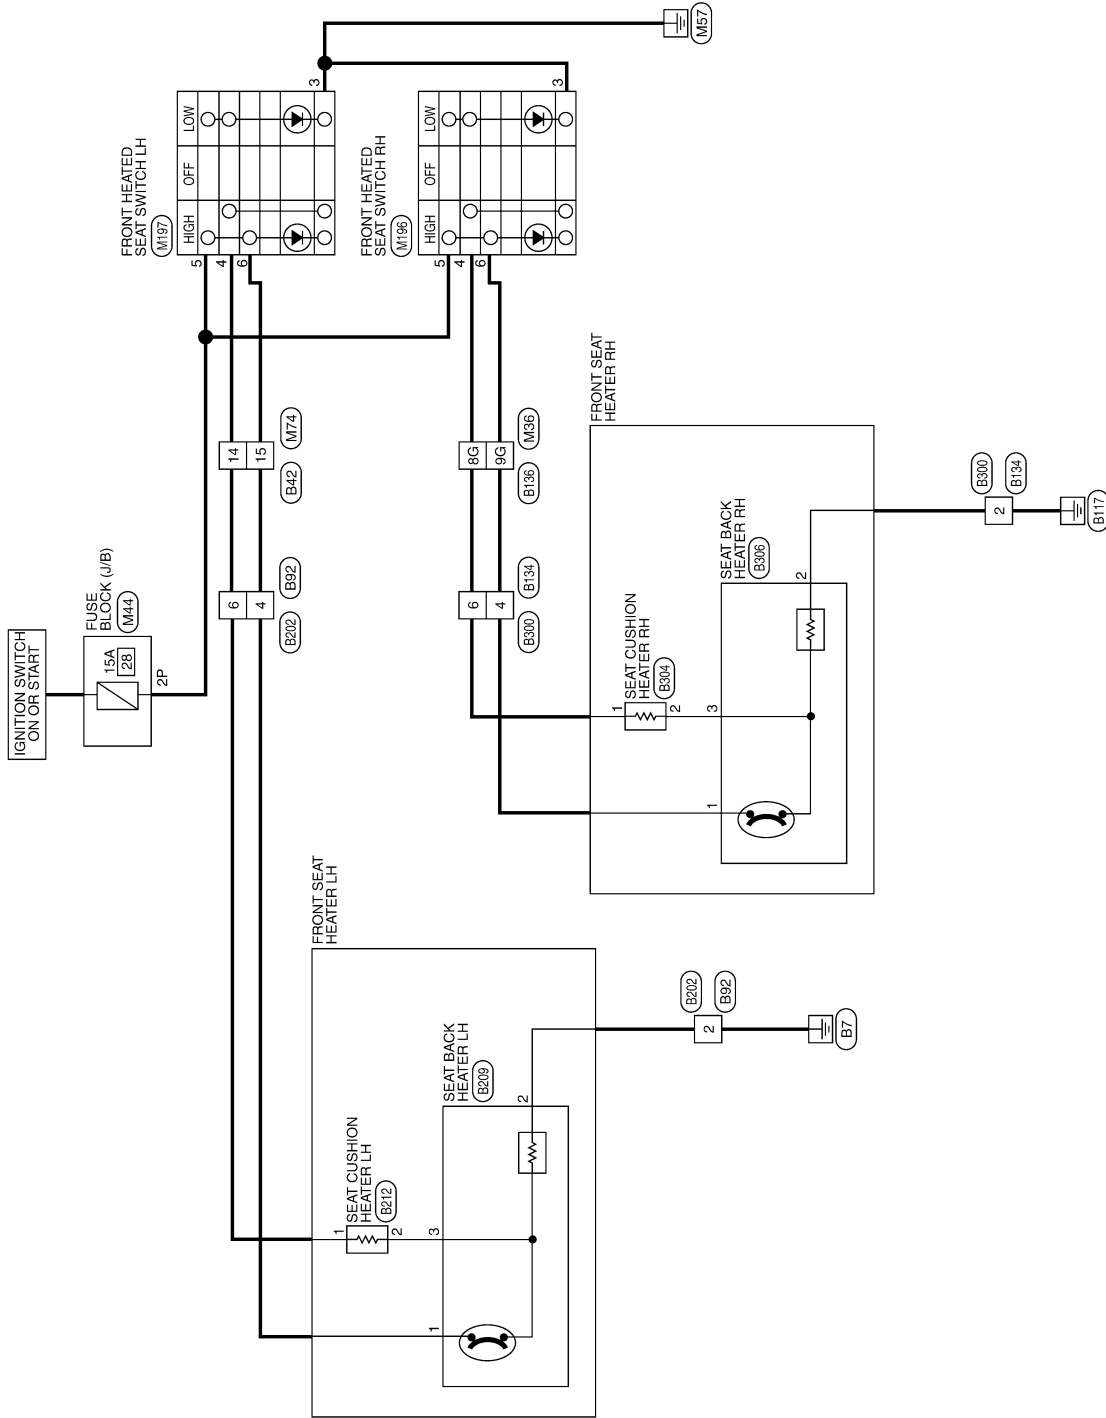 IGNITION SWITCH
ON OR START
FUSE
BLOCK (J/B)
M44
15A
28
2P
FRONT HEATED
SEAT SWITCH LH
M197
HIGH
OFF
LOW
5
4
6
3
FRONT HEATED
SEAT SWITCH RH
M196
HIGH
OFF
LOW
5
4
6
3
M57
14
15
M74
B42
6
4
B92
B202
8G
9G
M36
B136
6
4
B134
B300
FRONT SEAT
HEATER LH
SEAT CUSHION
HEATER LH
B212
1
2
SEAT BACK
HEATER LH
B209
1
3
2
B202
2
B92
B7
FRONT SEAT
HEATER RH
SEAT CUSHION
HEATER RH
B304
1
2
SEAT BACK
HEATER RH
B306
1
3
2
B300
2
B134
B117